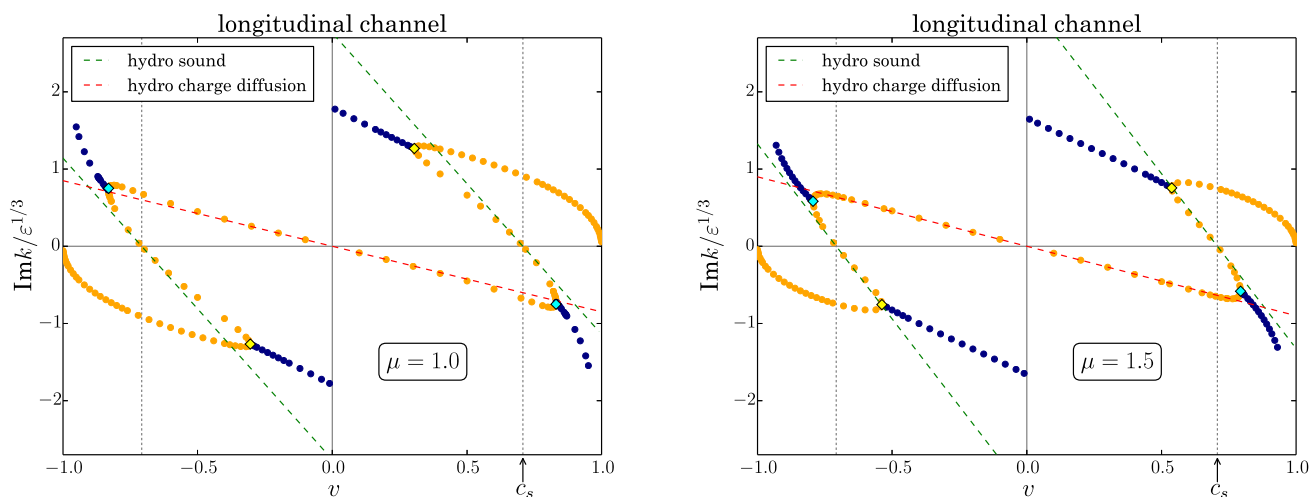 longitudinal channel
hydro sound
hydro charge diffusion
Imk/ε^{1/3}
2
1
0
−1
−2
μ = 1.0
−1.0 −0.5 0.0 0.5 1.0
v
c_s
longitudinal channel
hydro sound
hydro charge diffusion
Imk/ε^{1/3}
2
1
0
−1
−2
μ = 1.5
−1.0 −0.5 0.0 0.5 1.0
v
c_s